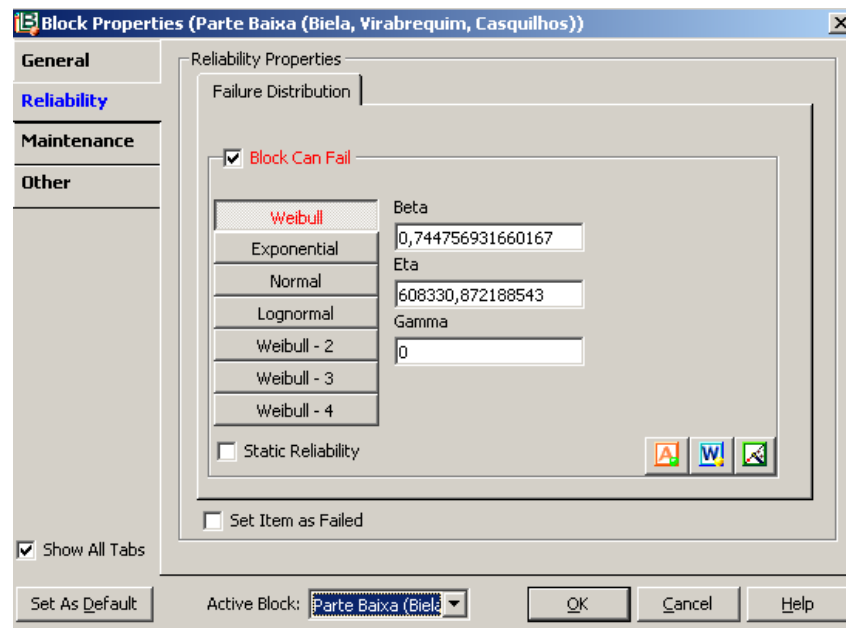 Block Properties (Parte Baixa (Biela, Virabrequim, Casquilhos))
General
Reliability
Maintenance
Other
Reliability Properties
Failure Distribution
Block Can Fail
Weibull
Exponential
Normal
Lognormal
Weibull - 2
Weibull - 3
Weibull - 4
Beta
0,744756931660167
Eta
608330,872188543
Gamma
0
Static Reliability
A W
Set Item as Failed
Show All Tabs
Set As Default
Active Block: Parte Baixa (Biela
OK
Cancel
Help